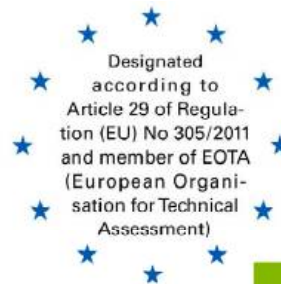 Designated
according to
Article 29 of Regula-
tion (EU) No 305/2011
and member of EOTA
(European Organi-
sation for Technical
Assessment)